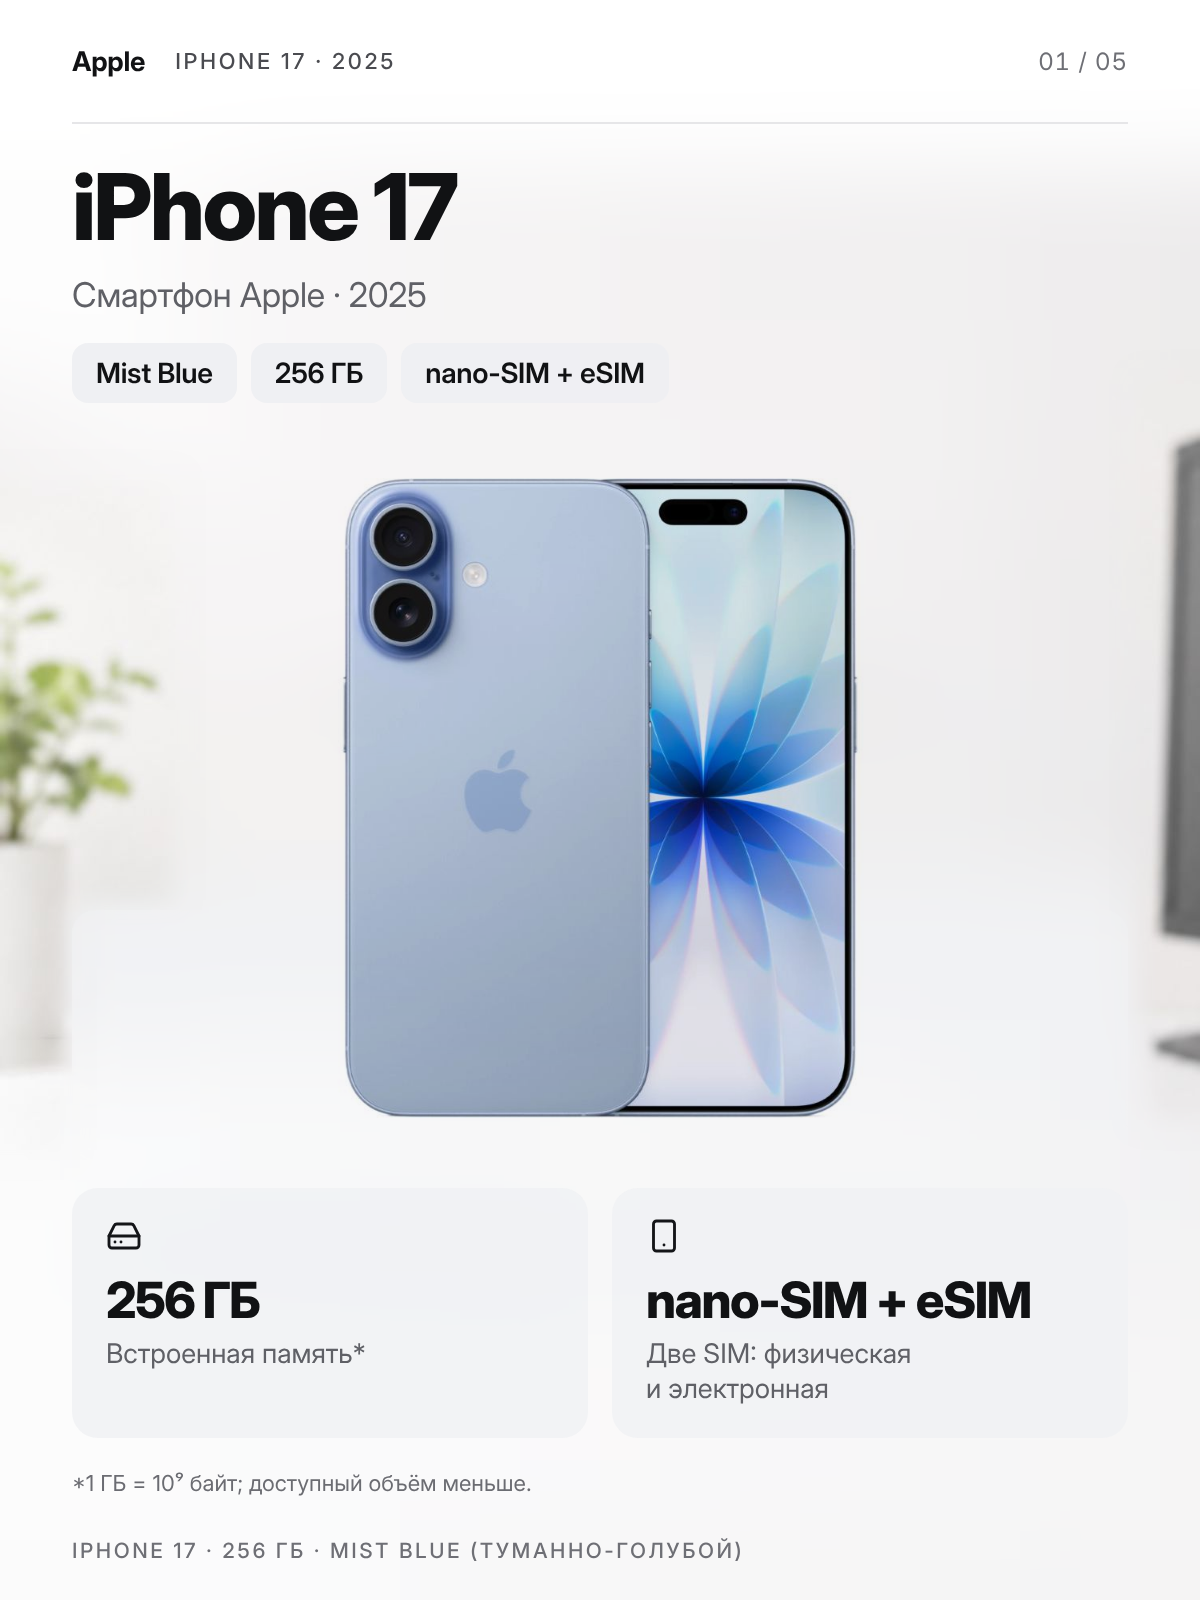 Apple IPHONE 17 · 2025 01 / 05
iPhone 17
Смартфон Apple · 2025
Mist Blue 256 ГБ nano-SIM + eSIM
256 ГБ
Встроенная память*
nano-SIM + eSIM
Две SIM: физическая
и электронная
*1 ГБ = 10⁹ байт; доступный объём меньше.
IPHONE 17 · 256 ГБ · MIST BLUE (ТУМАННО-ГОЛУБОЙ)